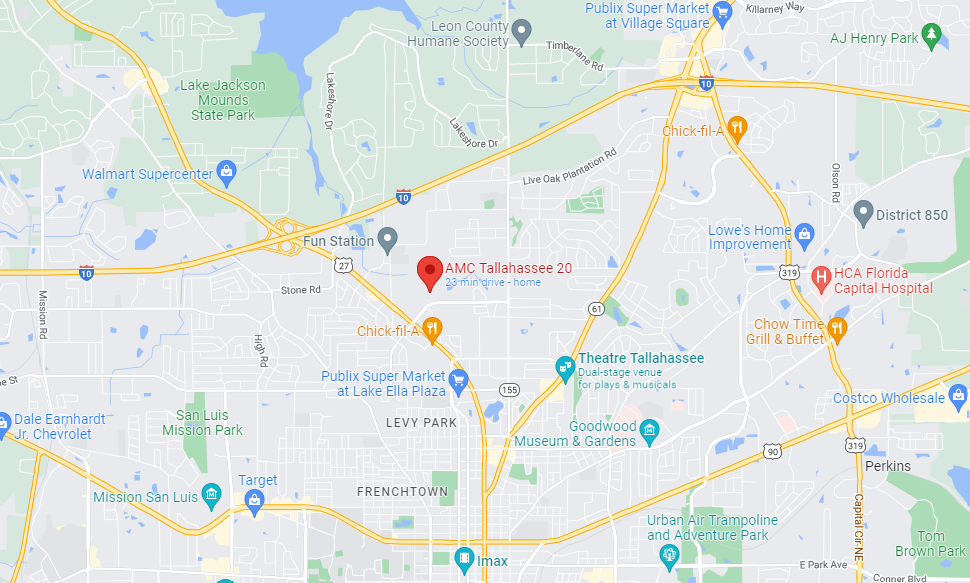 Publix Super Market
at Village Square
Killarney Way
Leon County
Humane Society
AJ Henry Park
Timberlane Rd
Lake Jackson
Mounds
State Park
10
Lakeshore Dr
Lakeshore Dr
Chick-fil-A
Live Oak Plantation Rd
Walmart Supercenter
Olson Rd
10
District 850
Fun Station
Lowe's Home
Improvement
27
AMC Tallahassee 20
23 min drive - home
10
319
HCA Florida
Capital Hospital
Stone Rd
Mission Rd
61
Chick-fil-A
Chow Time
Grill & Buffet
High Rd
Theatre Tallahassee
Dual-stage venue
for plays & musicals
Publix Super Market
at Lake Ella Plaza
155
e St
Costco Wholesale
Dale Earnhardt
Jr. Chevrolet
San Luis
Mission Park
LEVY PARK
Goodwood
Museum & Gardens
90
319
Perkins
Target
FRENCHTOWN
Mission San Luis
Capital Cir NE
Urban Air Trampoline
and Adventure Park
Tom
Brown Park
Imax
E Park Ave
Conner Blvd